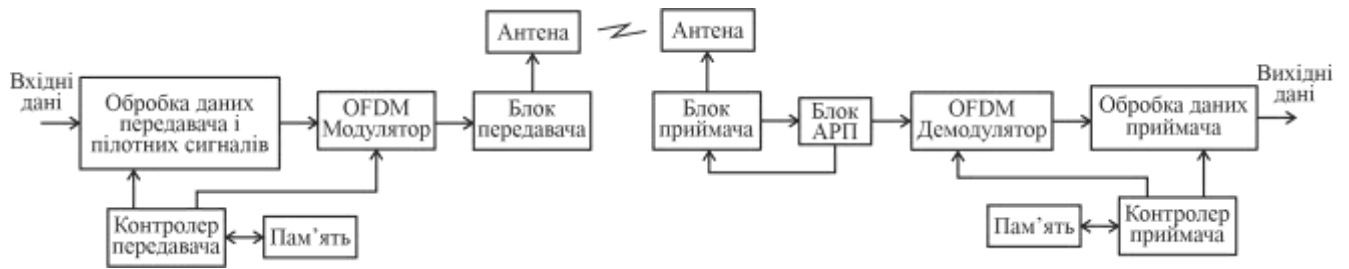 Вхідні
дані
Обробка даних
передавача і
пілотних сигналів
Контролер
передавача
Пам’ять
OFDM
Модулятор
Блок
передавача
Антена
Антена
Блок
приймача
Блок
АРП
OFDM
Демодулятор
Обробка даних
приймача
Пам’ять
Контролер
приймача
Вихідні
дані